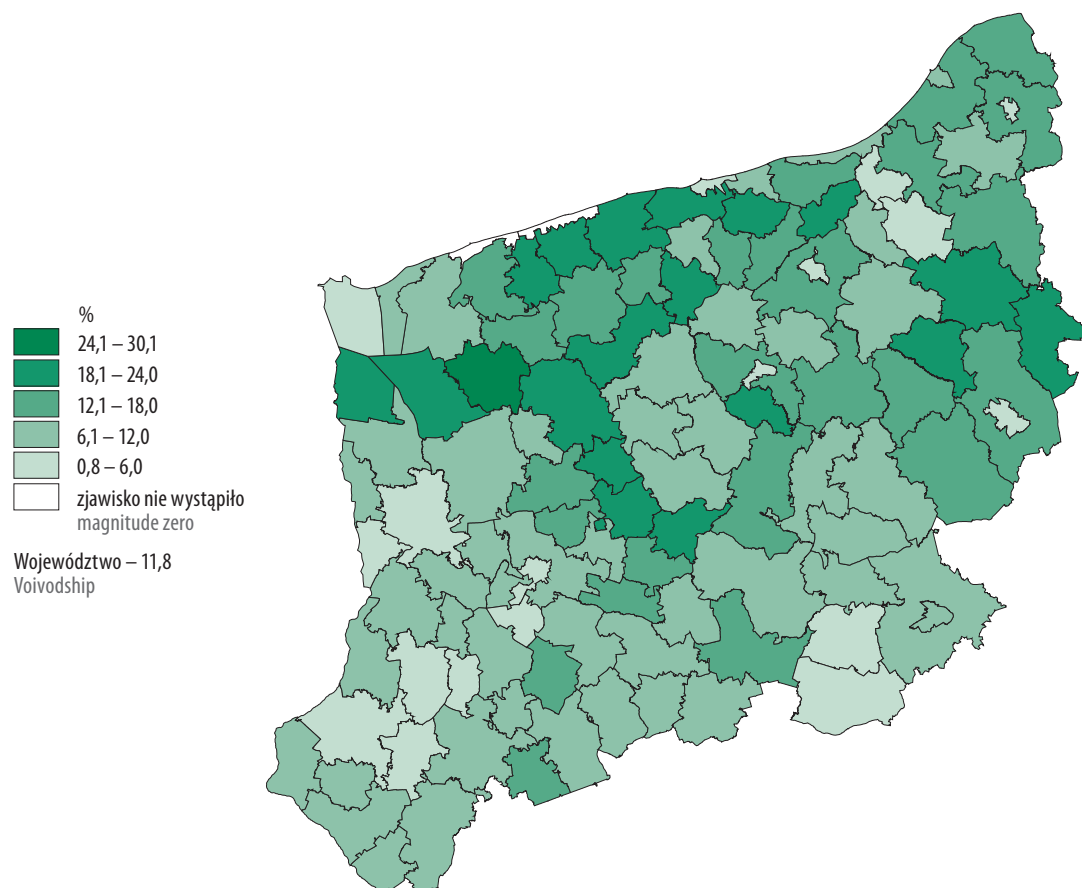 %
24,1 – 30,1
18,1 – 24,0
12,1 – 18,0
6,1 – 12,0
0,8 – 6,0
zjawisko nie wystąpiło
magnitude zero
Województwo – 11,8
Voivodship